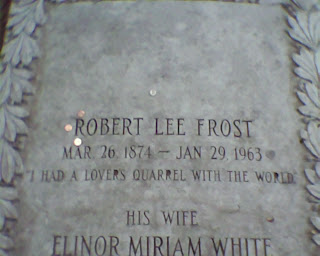 ROBERT LEE FROST
MAR. 26, 1874 – JAN 29, 1963
"I HAD A LOVERS QUARREL WITH THE WORLD."
HIS WIFE
ELINOR MIRIAM WHITE